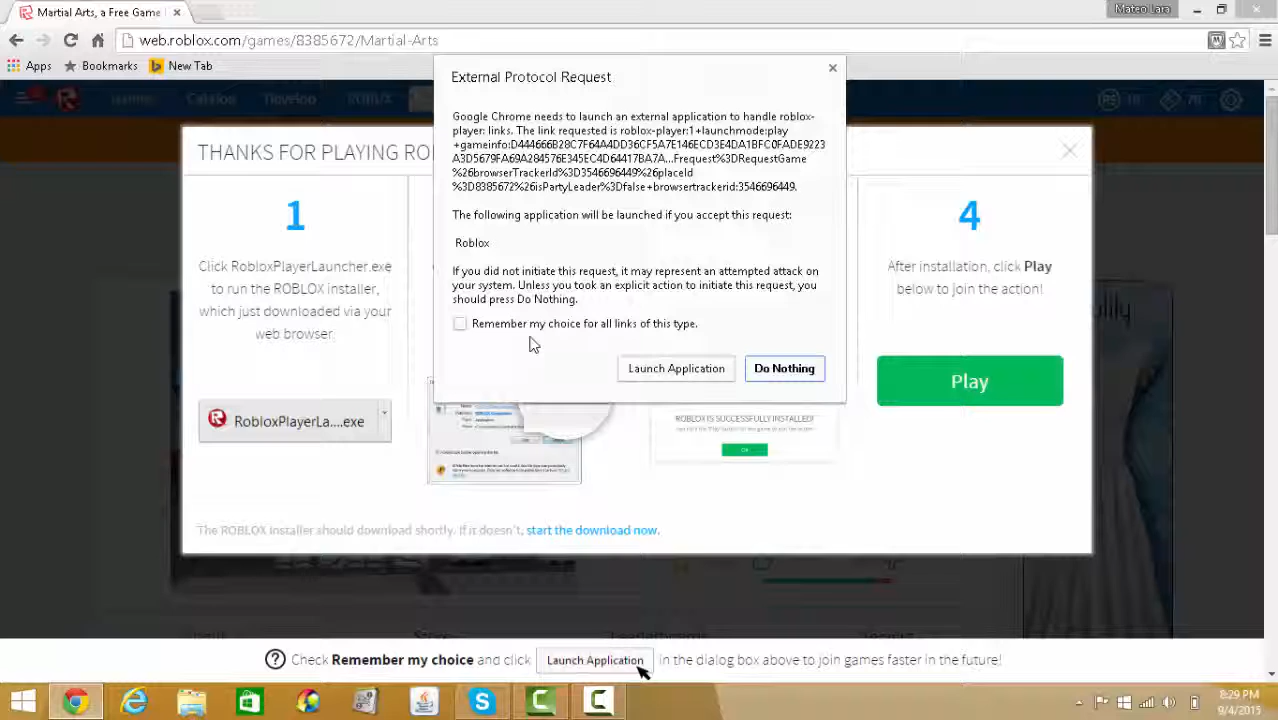 Martial Arts, a Free Game
Mateo Lara
web.roblox.com/games/8385672/Martial-Arts
Apps
Bookmarks
New Tab
Games
Catalog
Develop
ROBUX
External Protocol Request
Google Chrome needs to launch an external application to handle roblox-
player: links. The link requested is roblox-player:1+launchmode:play
+gameinfo:D444666B28C7F64A4DD36CF5A7E146ECD3E4DA1BFC0FADE9223
A3D5679FA69A284576E345EC4D64417BA7A...Frequest%3DRequestGame
%26browserTrackerId%3D3546696449%26placeId
%3D8385672%26isPartyLeader%3Dfalse+browsertrackerid:3546696449.
The following application will be launched if you accept this request:
Roblox
If you did not initiate this request, it may represent an attempted attack on
your system. Unless you took an explicit action to initiate this request, you
should press Do Nothing.
Remember my choice for all links of this type.
Launch Application
Do Nothing
THANKS FOR PLAYING RO
1
Click RobloxPlayerLauncher.exe
to run the ROBLOX installer,
which just downloaded via your
web browser.
RobloxPlayerLa....exe
ROBLOX IS SUCCESSFULLY INSTALLED!
4
After installation, click Play
below to join the action!
Play
The ROBLOX installer should download shortly. If it doesn't, start the download now.
Check Remember my choice and click Launch Application in the dialog box above to join games faster in the future!
8:29 PM
9/4/2015